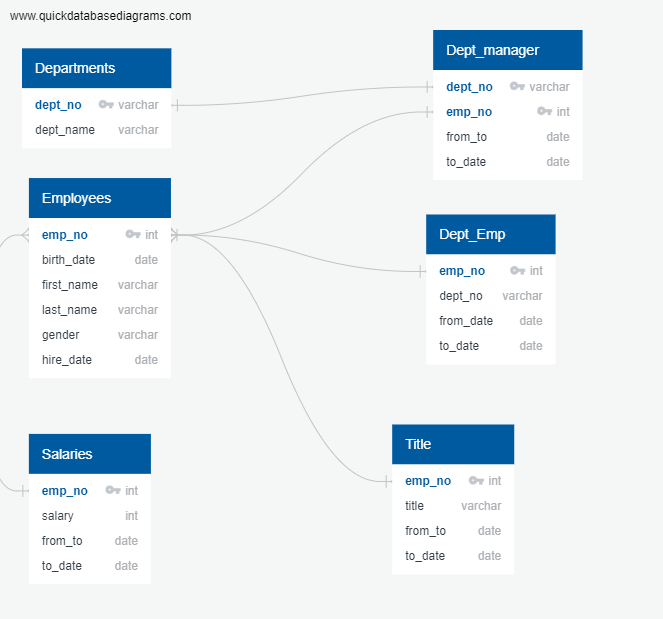 www.quickdatabasediagrams.com
Departments
dept_no varchar
dept_name varchar
Employees
emp_no int
birth_date date
first_name varchar
last_name varchar
gender varchar
hire_date date
Salaries
emp_no int
salary int
from_to date
to_date date
Dept_manager
dept_no varchar
emp_no int
from_to date
to_date date
Dept_Emp
emp_no int
dept_no varchar
from_date date
to_date date
Title
emp_no int
title varchar
from_to date
to_date date